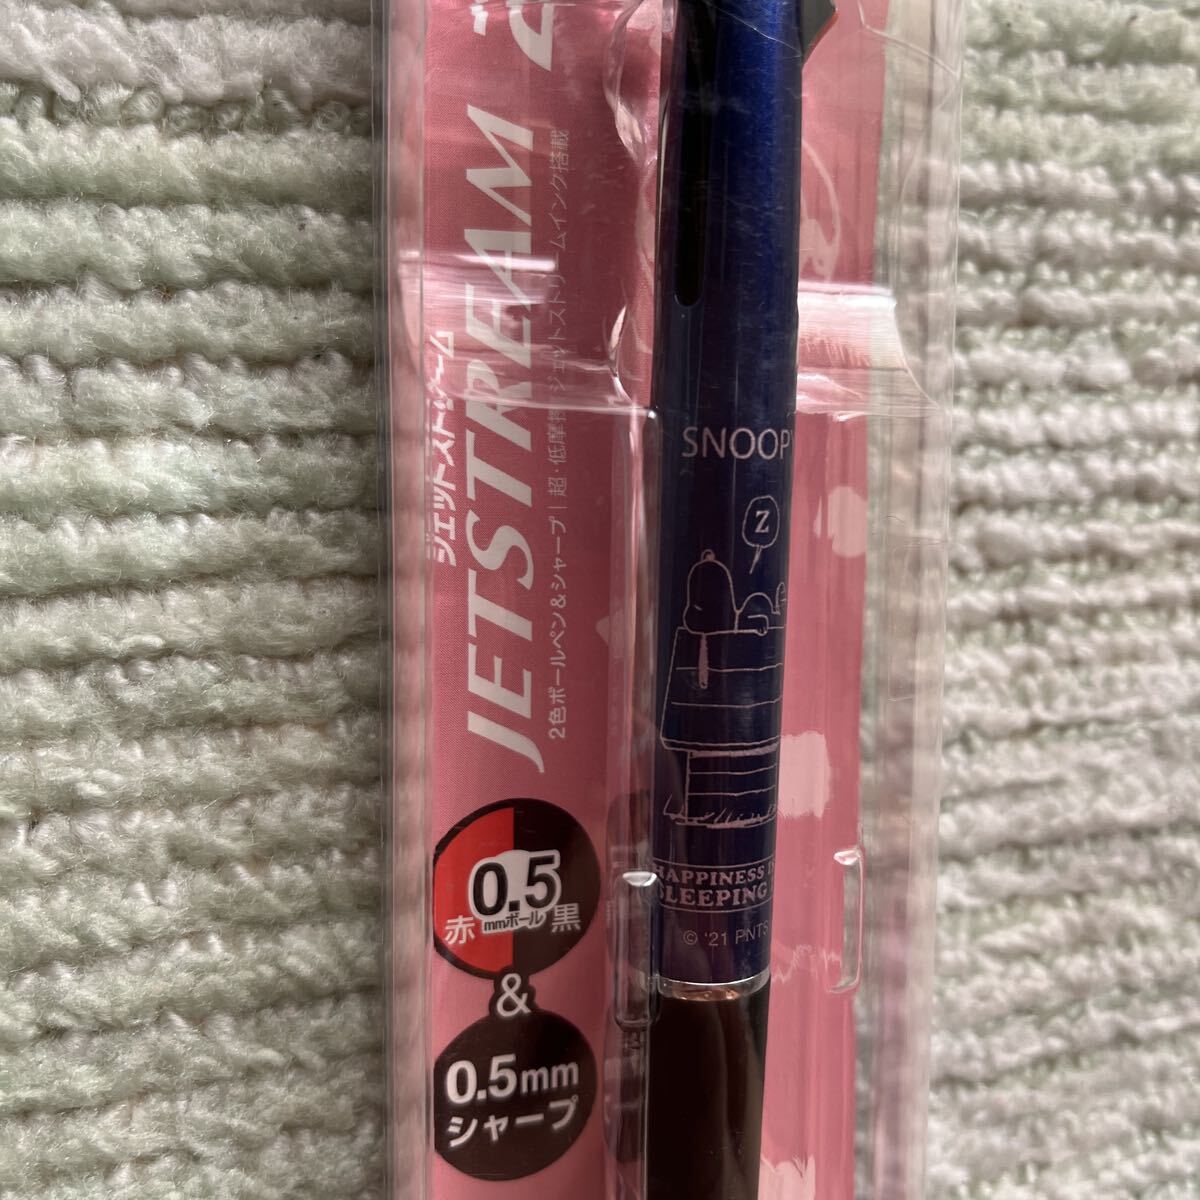 ジェットストリーム
JETSTREAM 2
2色ボールペン&シャープ | 超・低摩擦 ジェットストリームインク搭載
赤 0.5 黒
mmボール
&
0.5mm
シャープ
SNOOPY
Z
HAPPINESS IS
SLEEPING
© '21 PNTS